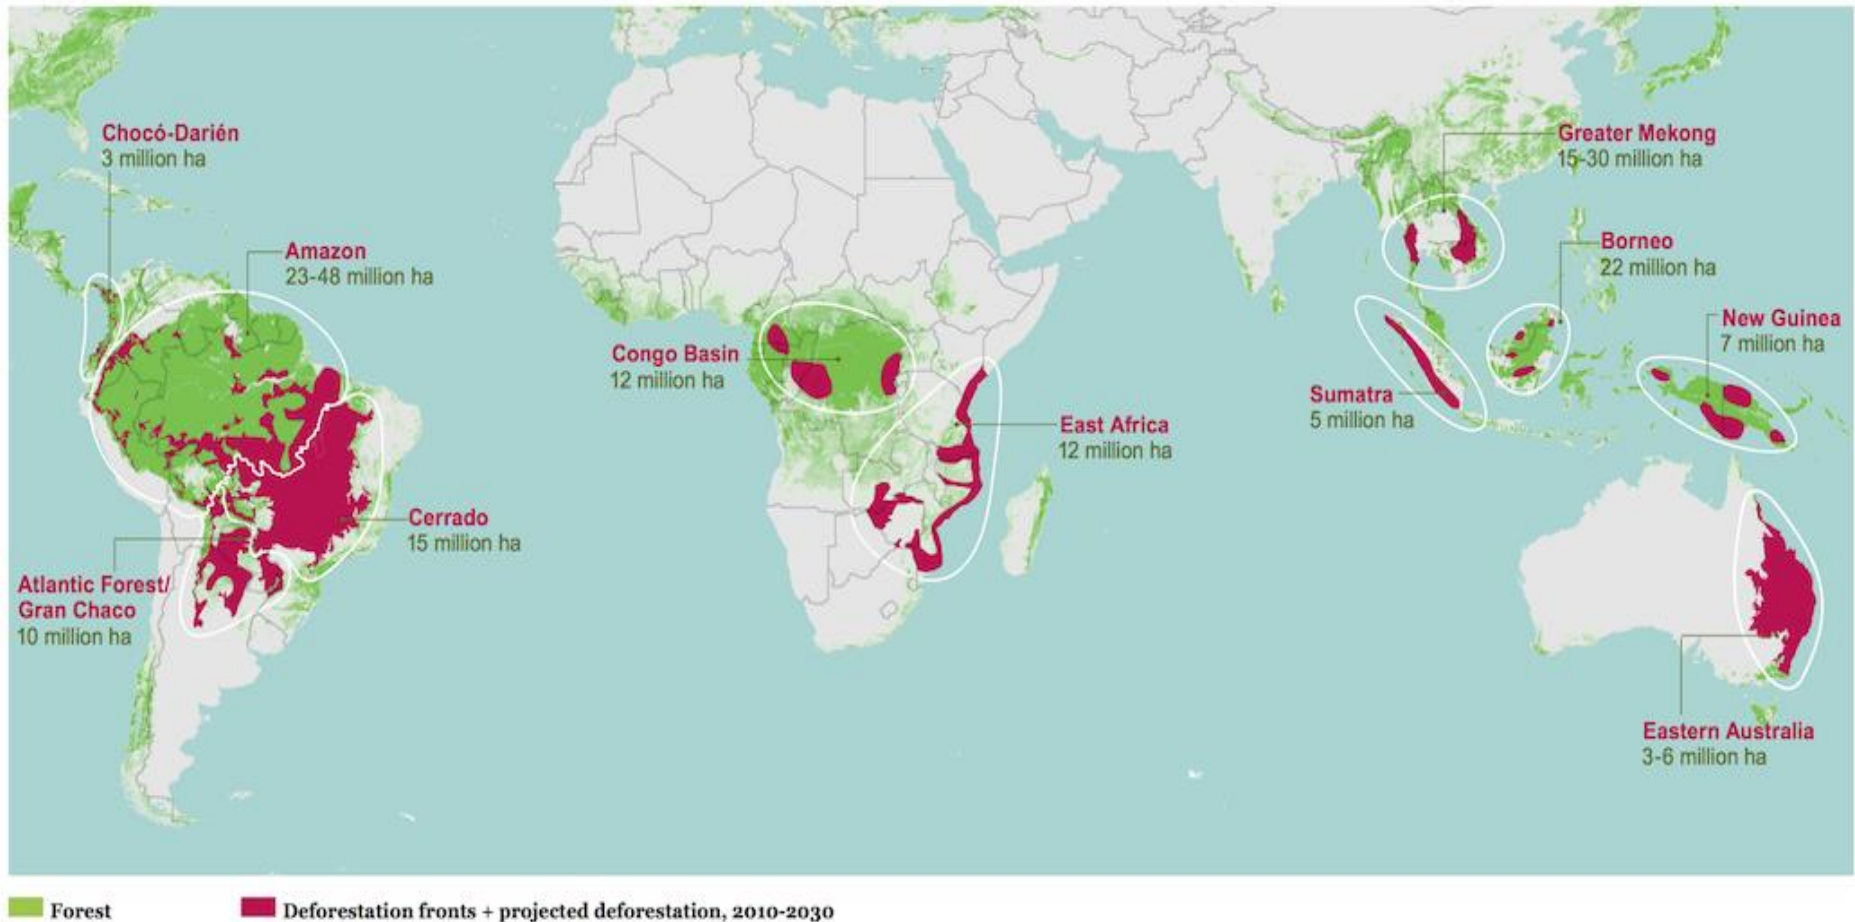 Chocó-Darién
3 million ha
Amazon
23-48 million ha
Cerrado
15 million ha
Atlantic Forest/
Gran Chaco
10 million ha
Congo Basin
12 million ha
East Africa
12 million ha
Greater Mekong
15-30 million ha
Borneo
22 million ha
New Guinea
7 million ha
Sumatra
5 million ha
Eastern Australia
3-6 million ha
Forest
Deforestation fronts + projected deforestation, 2010-2030